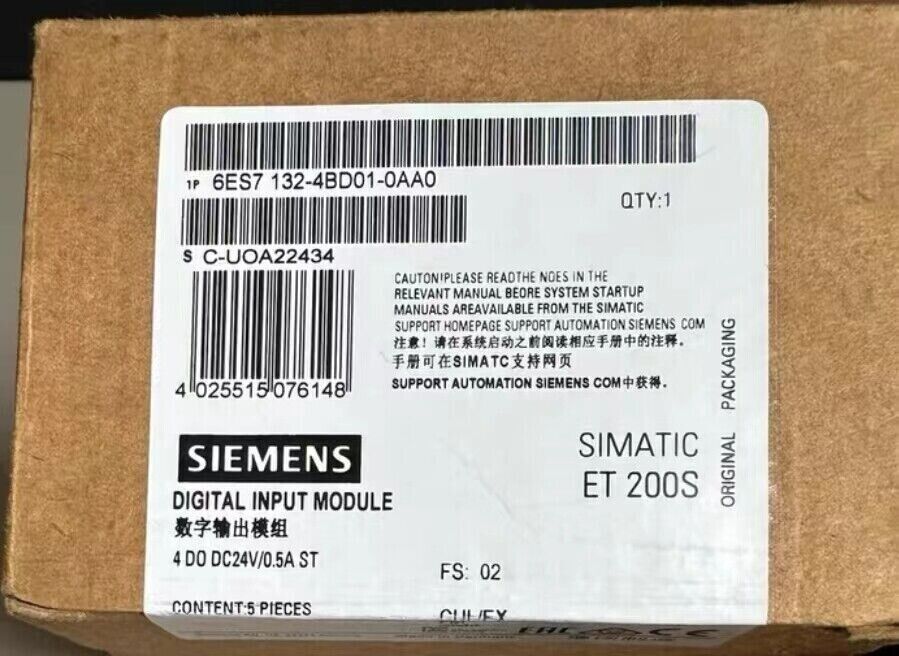 1P 6ES7 132-4BD01-0AA0
QTY:1
S C-UOA22434
CAUTON!PLEASE READTHE NOES IN THE
RELEVANT MANUAL BEORE SYSTEM STARTUP
MANUALS AREAVAILABLE FROM THE SIMATIC
SUPPORT HOMEPAGE SUPPORT AUTOMATION SIEMENS COM
注意！请在系统启动之前阅读相应手册中的注释。
手册可在SIMATC支持网页
SUPPORT AUTOMATION SIEMENS COM中获得.
4 025515 076148
ORIGINAL PACKAGING
SIEMENS
SIMATIC
ET 200S
DIGITAL INPUT MODULE
数字输出模组
4 DO DC24V/0.5A ST
FS: 02
CONTENT:5 PIECES
CUL/EX
EAC CE